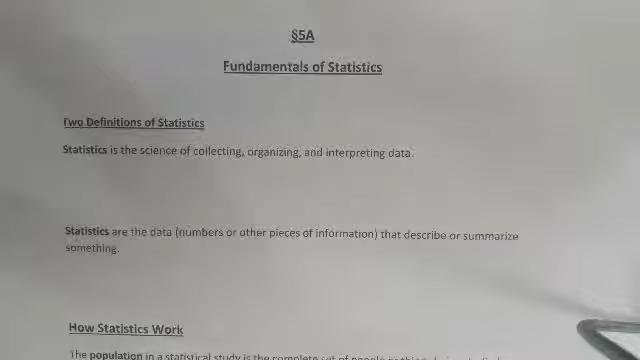 §5A
Fundamentals of Statistics
Two Definitions of Statistics
Statistics is the science of collecting, organizing, and interpreting data.
Statistics are the data (numbers or other pieces of information) that describe or summarize
something.
How Statistics Work
The population in a statistical study is the complete set of people